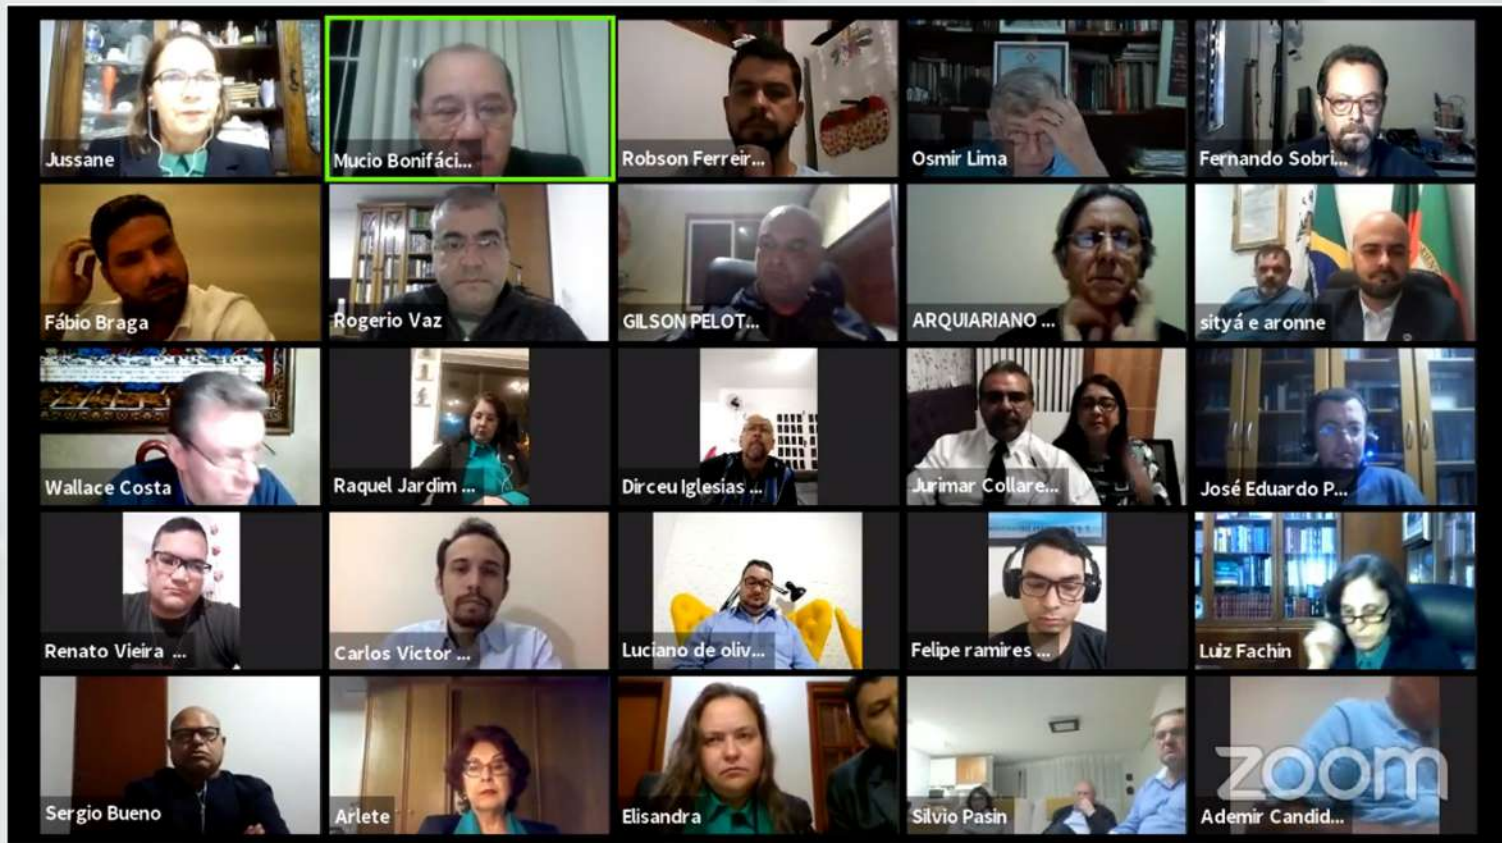 Jussane
Mucio Bonifáci...
Robson Ferreir...
Osmir Lima
Fernando Sobri...
Fábio Braga
Rogerio Vaz
GILSON PELOT...
ARQUIARIANO ...
sityá e aronne
Wallace Costa
Raquel Jardim ...
Dirceu Iglesias ...
Jurimar Collare...
José Eduardo P...
Renato Vieira ...
Carlos Victor ...
Luciano de oliv...
Felipe ramires ...
Luiz Fachin
Sergio Bueno
Arlete
Elisandra
Silvio Pasin
Ademir Candid...
zoom